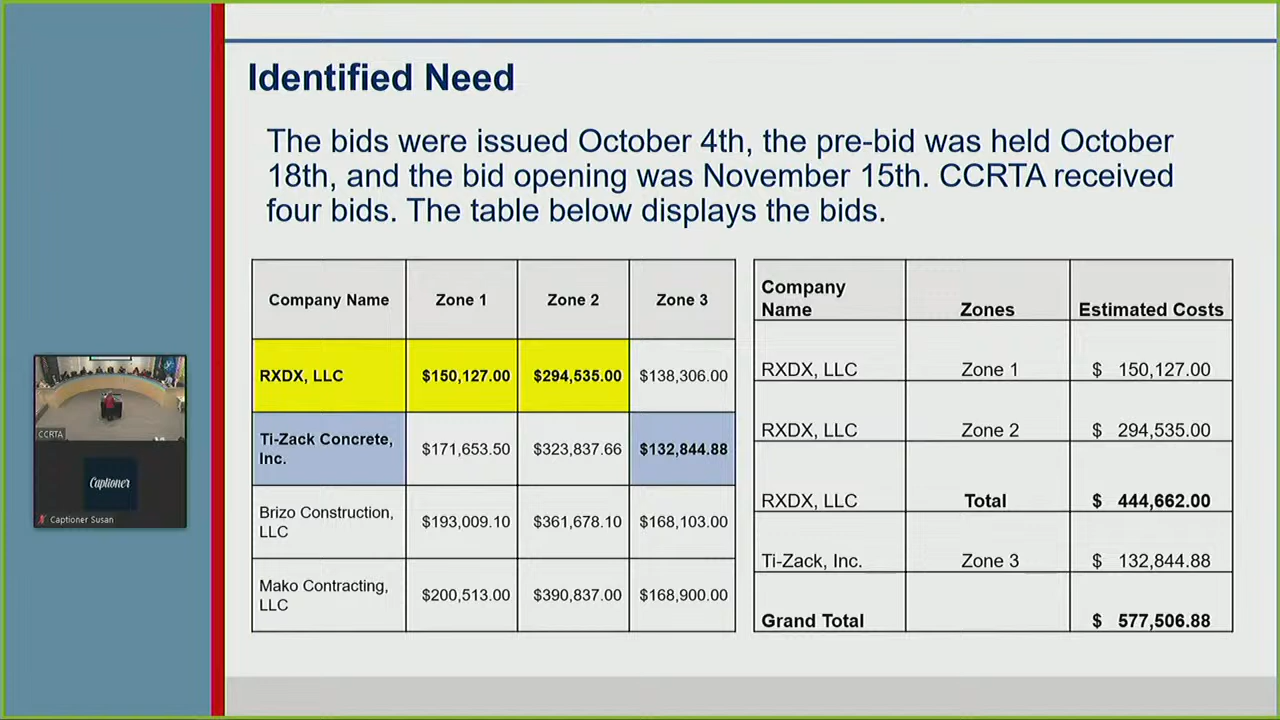 Identified Need
The bids were issued October 4th, the pre-bid was held October
18th, and the bid opening was November 15th. CCRTA received
four bids. The table below displays the bids.
Company Name Zone 1 Zone 2 Zone 3
RXDX, LLC $150,127.00 $294,535.00 $138,306.00
Ti-Zack Concrete,
Inc. $171,653.50 $323,837.66 $132,844.88
Brizo Construction,
LLC $193,009.10 $361,678.10 $168,103.00
Mako Contracting,
LLC $200,513.00 $390,837.00 $168,900.00
Company
Name Zones Estimated Costs
RXDX, LLC Zone 1 $ 150,127.00
RXDX, LLC Zone 2 $ 294,535.00
RXDX, LLC Total $ 444,662.00
Ti-Zack, Inc. Zone 3 $ 132,844.88
Grand Total $ 577,506.88
CCRTA
Captioner
Captioner Susan